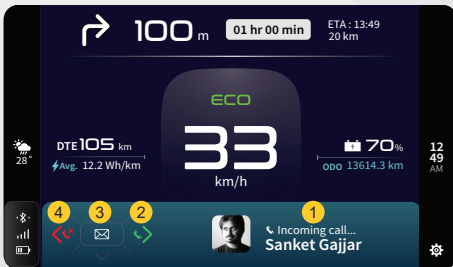 100 m
01 hr 00 min
ETA : 13:49
20 km
ECO
33
km/h
DTE 105 km
Avg. 12.2 Wh/km
70%
ODO 13614.3 km
28°
12
49
AM
4
3
2
1
Incoming call...
Sanket Gajjar